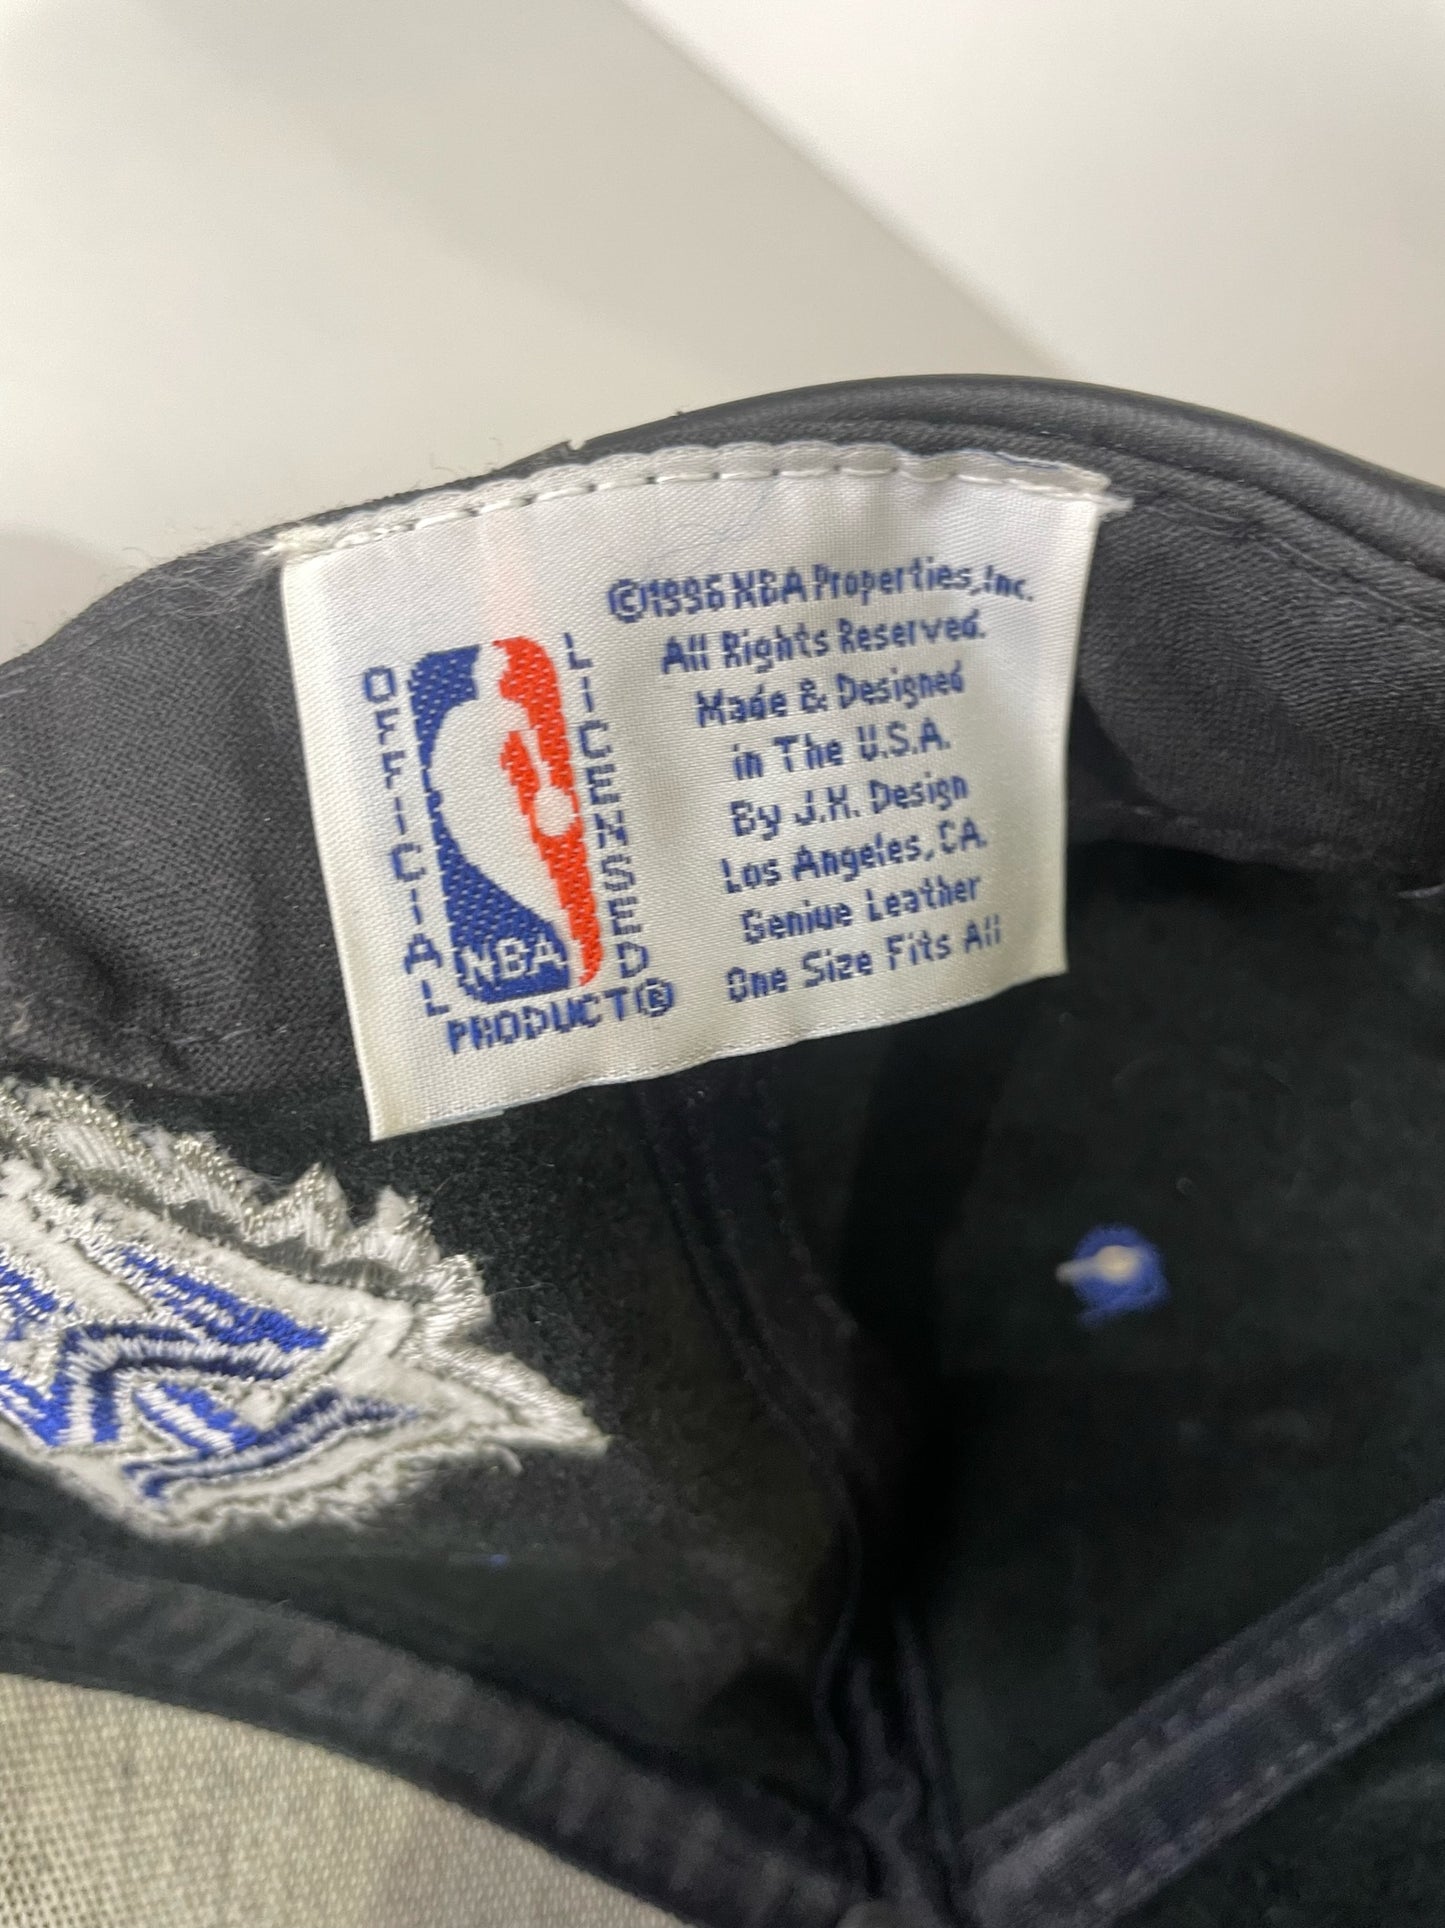 OFFICIAL
LICENSED
NBA
PRODUCT®
©1996 NBA Properties, Inc.
All Rights Reserved.
Made & Designed
in The U.S.A.
By J.H. Design
Los Angeles, CA.
Geniue Leather
One Size Fits All